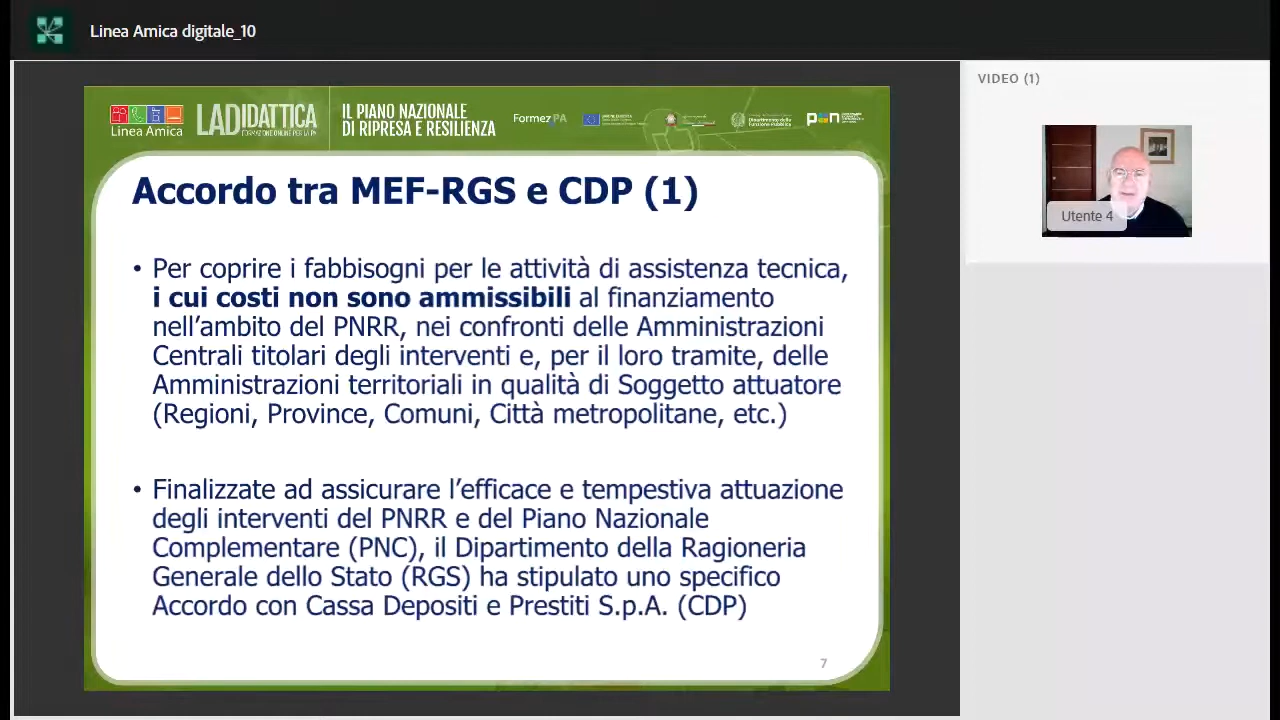 Linea Amica digitale_10
VIDEO (1)
Linea Amica
LADIDATTICA
IL PIANO NAZIONALE
DI RIPRESA E RESILIENZA
FormezPA
Utente 4
Accordo tra MEF-RGS e CDP (1)
• Per coprire i fabbisogni per le attività di assistenza tecnica,
i cui costi non sono ammissibili al finanziamento
nell’ambito del PNRR, nei confronti delle Amministrazioni
Centrali titolari degli interventi e, per il loro tramite, delle
Amministrazioni territoriali in qualità di Soggetto attuatore
(Regioni, Province, Comuni, Città metropolitane, etc.)
• Finalizzate ad assicurare l’efficace e tempestiva attuazione
degli interventi del PNRR e del Piano Nazionale
Complementare (PNC), il Dipartimento della Ragioneria
Generale dello Stato (RGS) ha stipulato uno specifico
Accordo con Cassa Depositi e Prestiti S.p.A. (CDP)
7